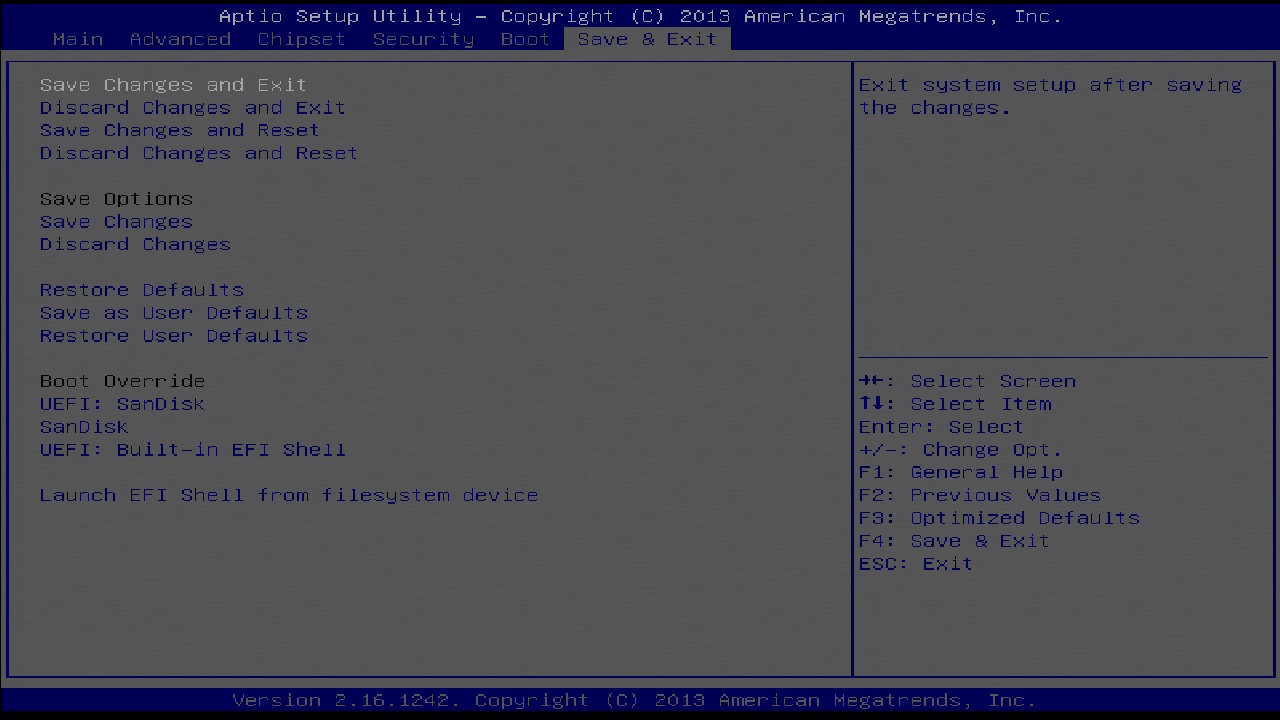 Aptio Setup Utility – Copyright (C) 2013 American Megatrends, Inc.
Main Advanced Chipset Security Boot Save & Exit
Save Changes and Exit
Discard Changes and Exit
Save Changes and Reset
Discard Changes and Reset
Save Options
Save Changes
Discard Changes
Restore Defaults
Save as User Defaults
Restore User Defaults
Boot Override
UEFI: SanDisk
SanDisk
UEFI: Built-in EFI Shell
Launch EFI Shell from filesystem device
Exit system setup after saving
the changes.
→←: Select Screen
↑↓: Select Item
Enter: Select
+/-: Change Opt.
F1: General Help
F2: Previous Values
F3: Optimized Defaults
F4: Save & Exit
ESC: Exit
Version 2.16.1242. Copyright (C) 2013 American Megatrends, Inc.